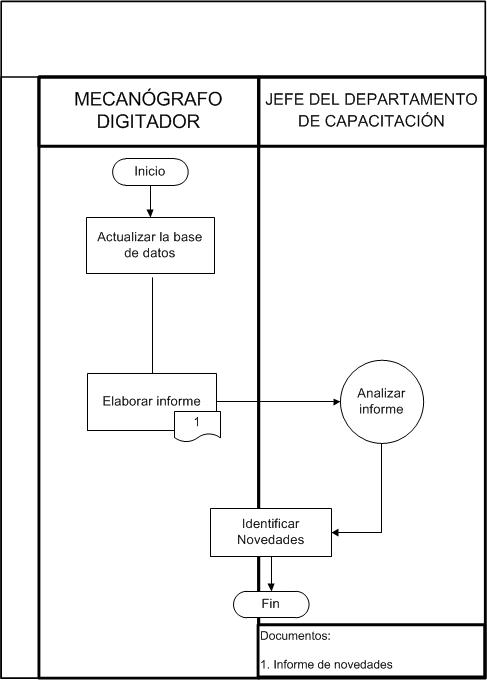 MECANÓGRAFO
DIGITADOR
JEFE DEL DEPARTAMENTO
DE CAPACITACIÓN
Inicio
Actualizar la base
de datos
Elaborar informe
1
Analizar
informe
Identificar
Novedades
Fin
Documentos:
1. Informe de novedades